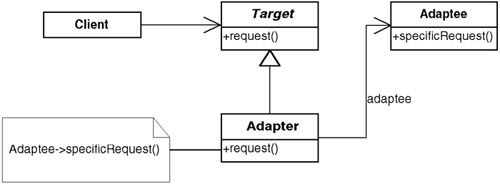 Client
Target
+request()
Adaptee
+specificRequest()
adaptee
Adapter
+request()
Adaptee->specificRequest()